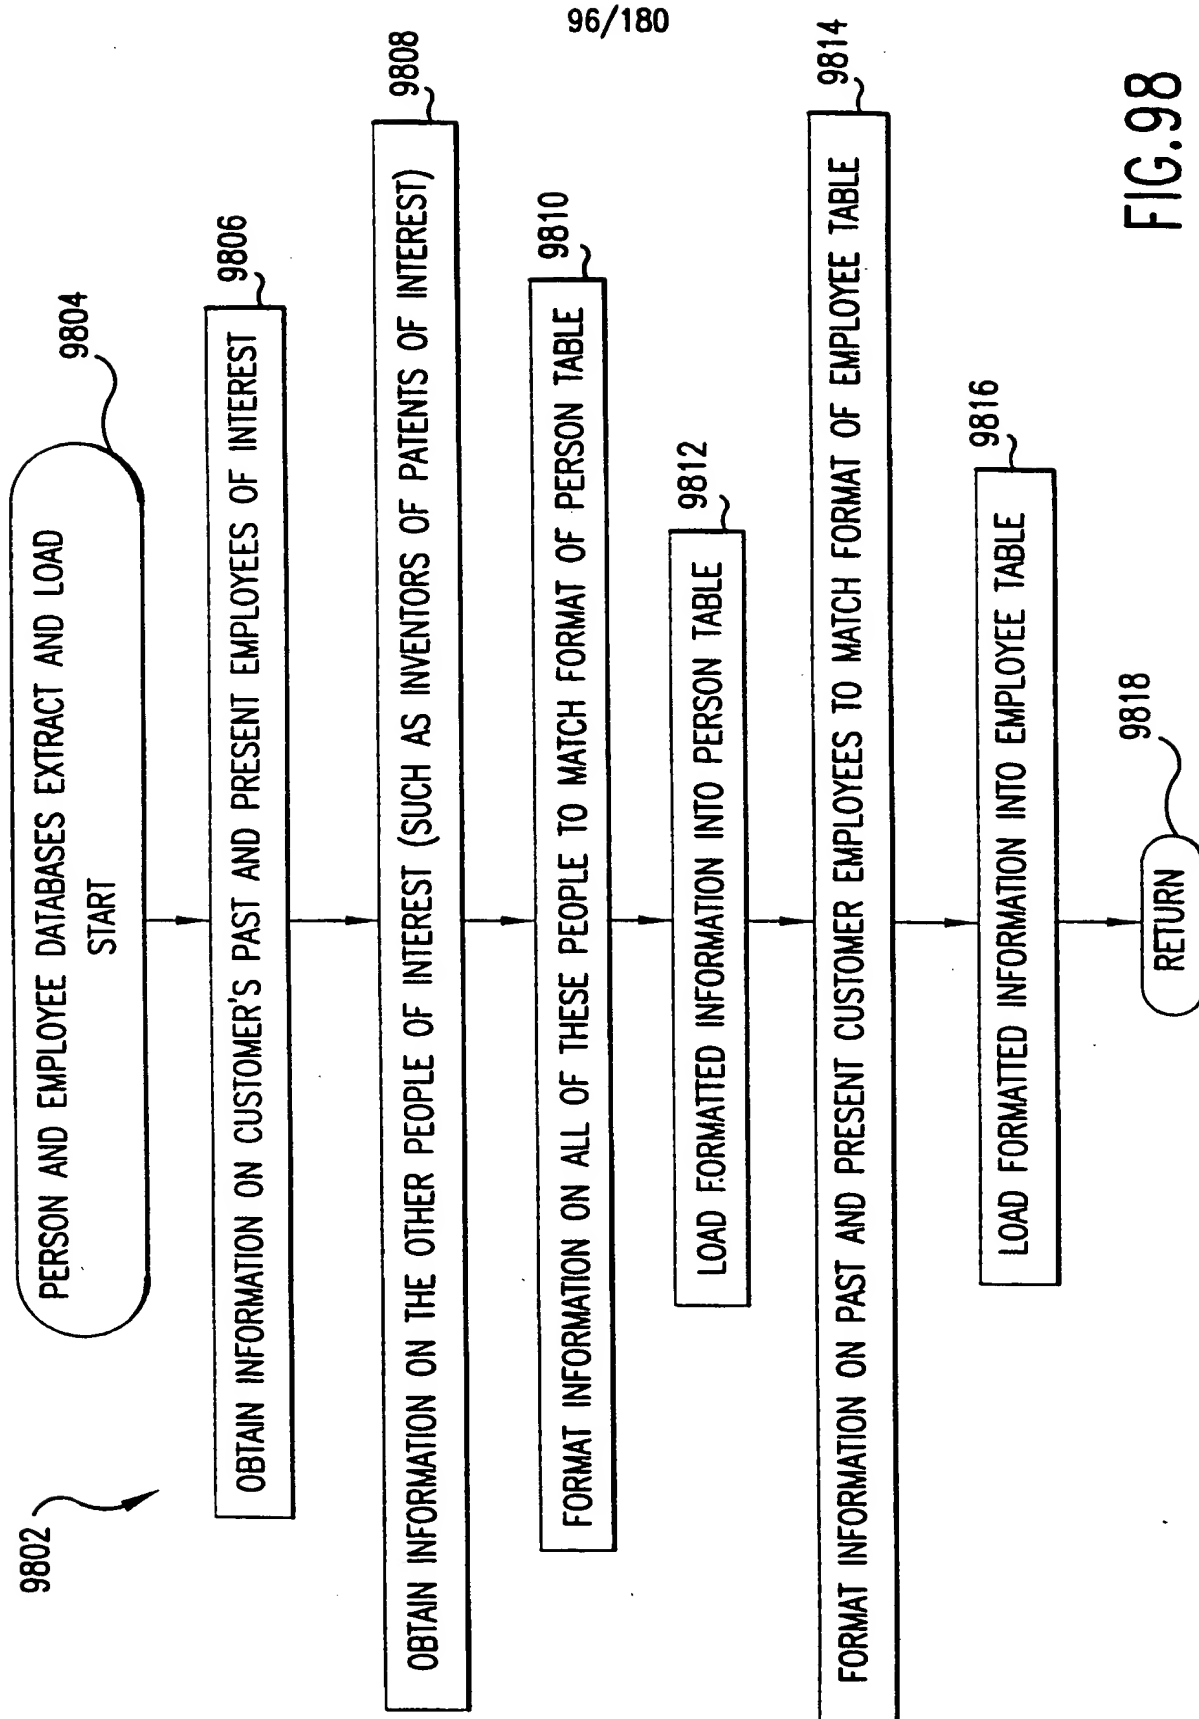 96/180
9802
PERSON AND EMPLOYEE DATABASES EXTRACT AND LOAD
START
9804
OBTAIN INFORMATION ON CUSTOMER'S PAST AND PRESENT EMPLOYEES OF INTEREST
9806
OBTAIN INFORMATION ON THE OTHER PEOPLE OF INTEREST (SUCH AS INVENTORS OF PATENTS OF INTEREST)
9808
FORMAT INFORMATION ON ALL OF THESE PEOPLE TO MATCH FORMAT OF PERSON TABLE
9810
LOAD FORMATTED INFORMATION INTO PERSON TABLE
9812
FORMAT INFORMATION ON PAST AND PRESENT CUSTOMER EMPLOYEES TO MATCH FORMAT OF EMPLOYEE TABLE
9814
LOAD FORMATTED INFORMATION INTO EMPLOYEE TABLE
9816
RETURN
9818
FIG.98